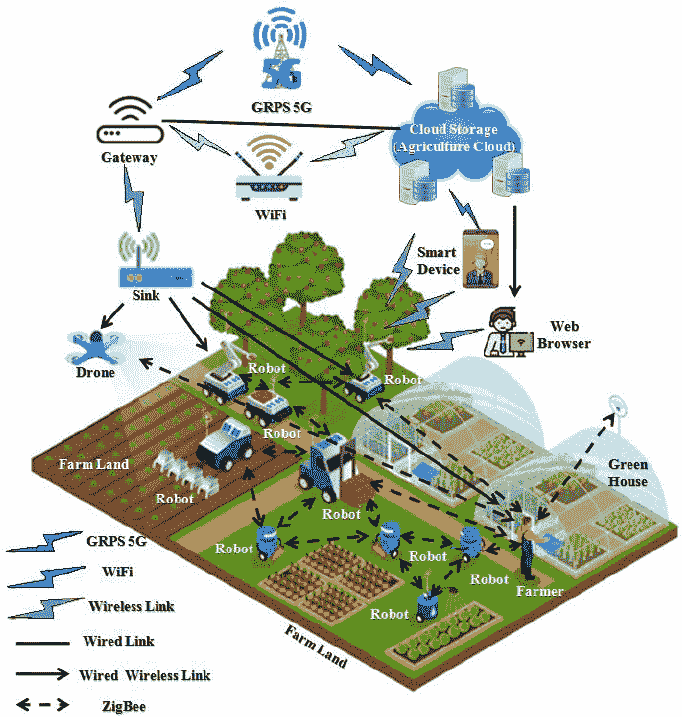 GRPS 5G
Gateway
Cloud Storage
(Agriculture Cloud)
WiFi
Smart
Device
Sink
Web
Browser
Drone
Robot
Robot
Robot
Farm Land
Green
House
Robot
Robot
GRPS 5G
Robot
Robot
WiFi
Robot
Farmer
Robot
Wireless Link
Farm Land
Wired Link
Wired Wireless Link
ZigBee